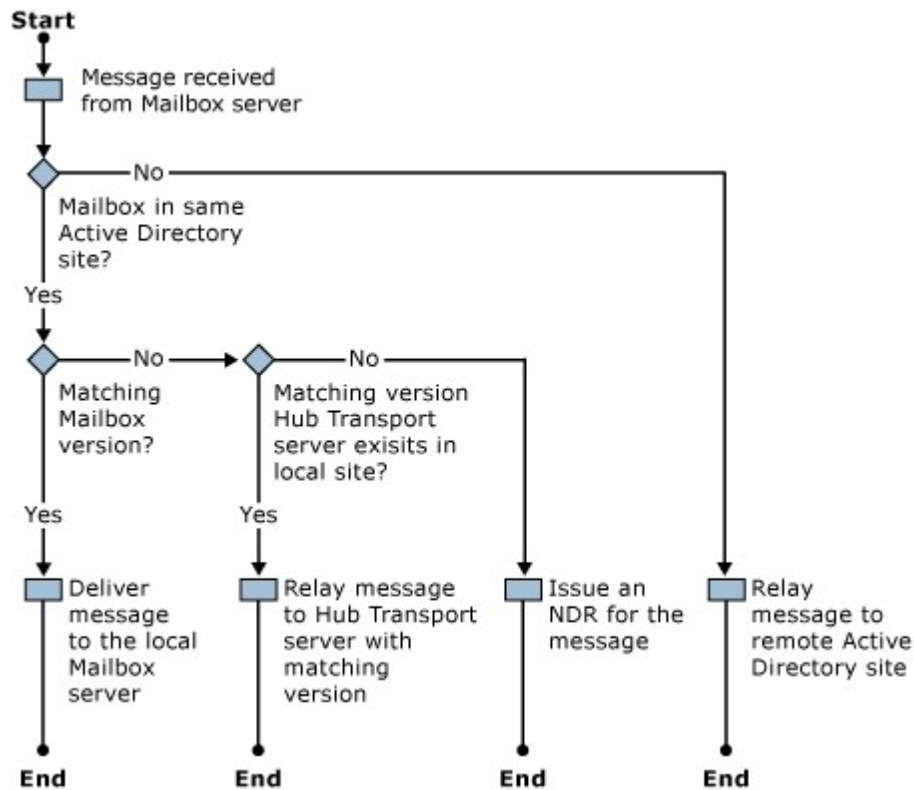 Start
Message received
from Mailbox server
No
Mailbox in same
Active Directory
site?
Yes
No
No
Matching
Mailbox
version?
Matching version
Hub Transport
server exisits in
local site?
Yes
Yes
Deliver
message
to the local
Mailbox
server
Relay message
to Hub Transport
server with
matching
version
Issue an
NDR for the
message
Relay
message to
remote Active
Directory site
End
End
End
End